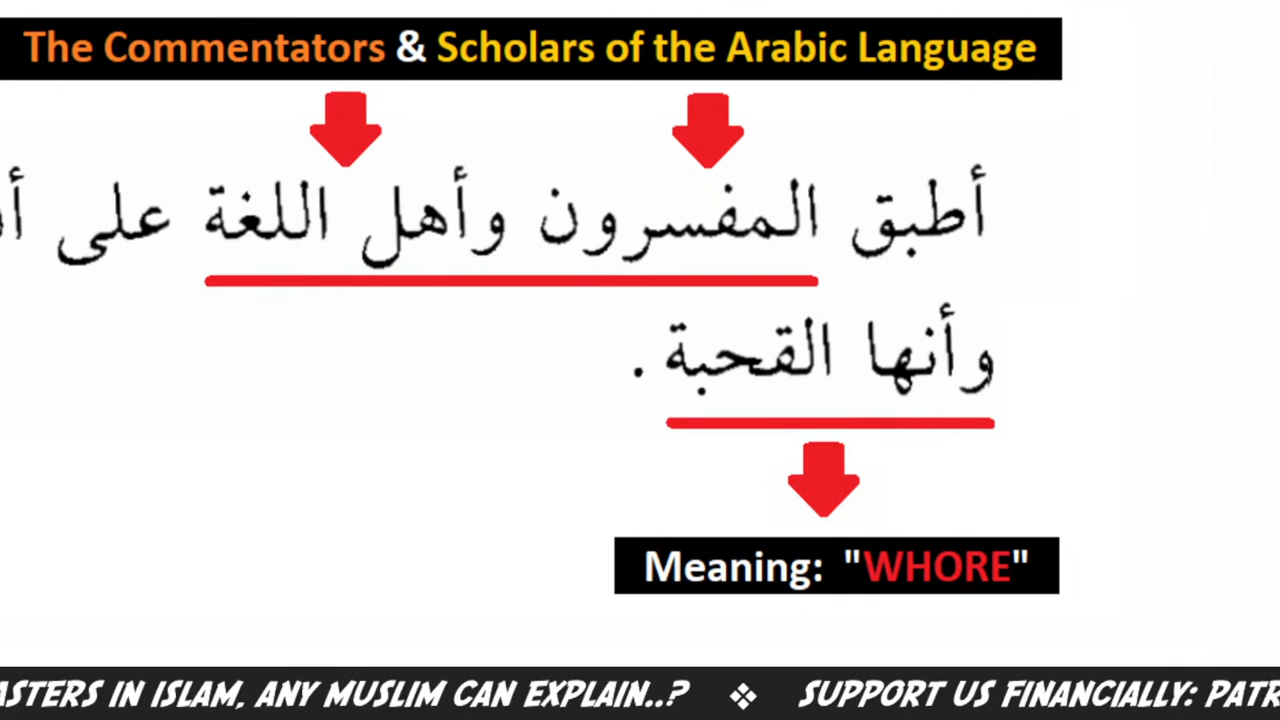 The Commentators & Scholars of the Arabic Language
أطبق المفسرون وأهل اللغة على
وأنها القحبة .
Meaning: "WHORE"
ASTERS IN ISLAM, ANY MUSLIM CAN EXPLAIN..? ❖ SUPPORT US FINANCIALLY: PATR